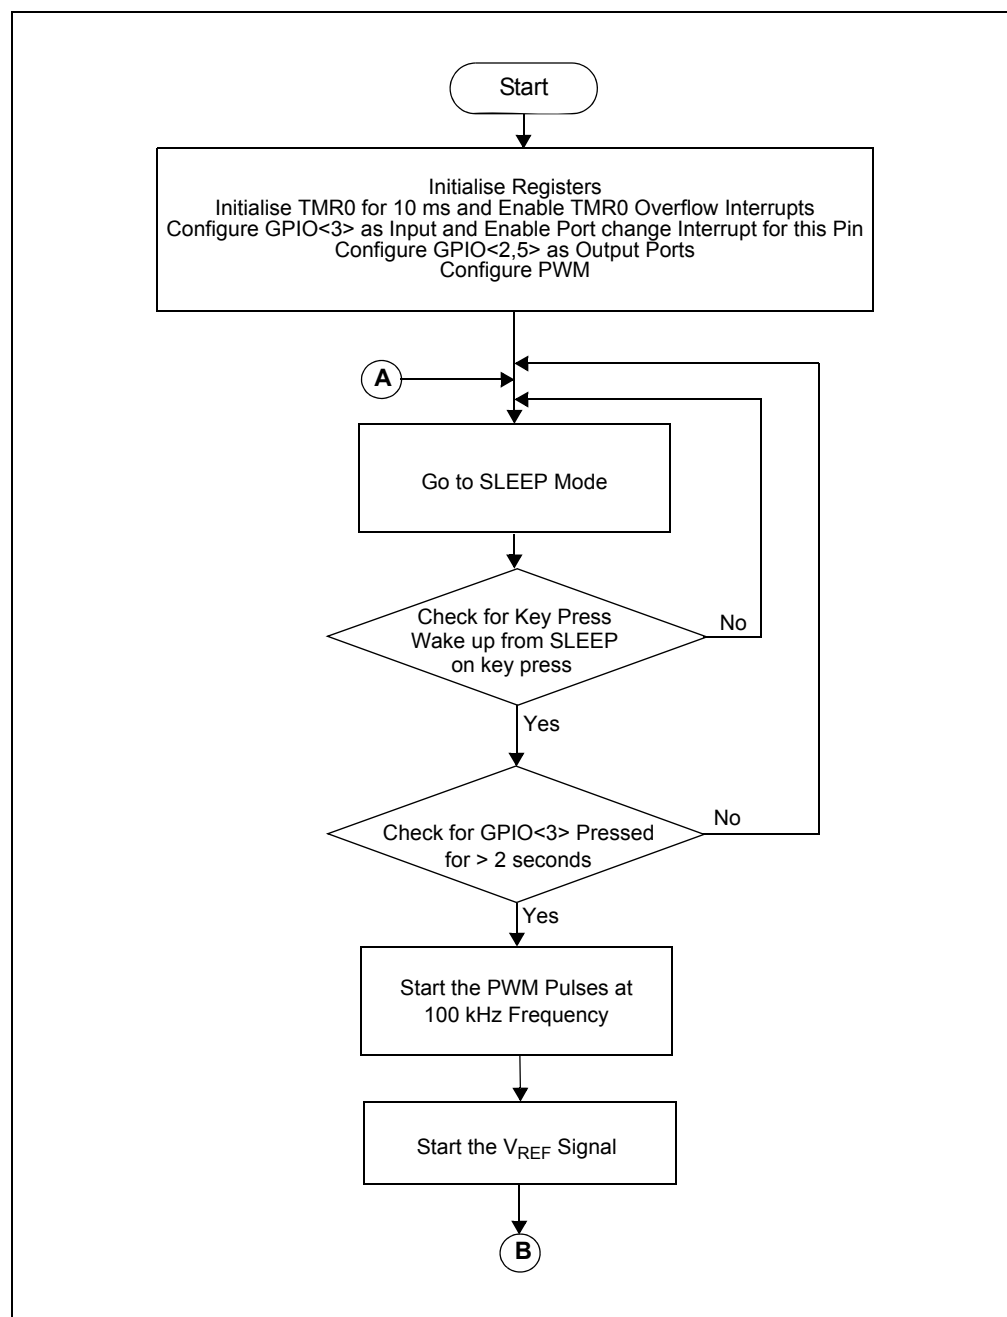 Start
Initialise Registers
Initialise TMR0 for 10 ms and Enable TMR0 Overflow Interrupts
Configure GPIO<3> as Input and Enable Port change Interrupt for this Pin
Configure GPIO<2,5> as Output Ports
Configure PWM
A
Go to SLEEP Mode
Check for Key Press
Wake up from SLEEP
on key press
No
Yes
Check for GPIO<3> Pressed
for > 2 seconds
No
Yes
Start the PWM Pulses at
100 kHz Frequency
Start the VREF Signal
B